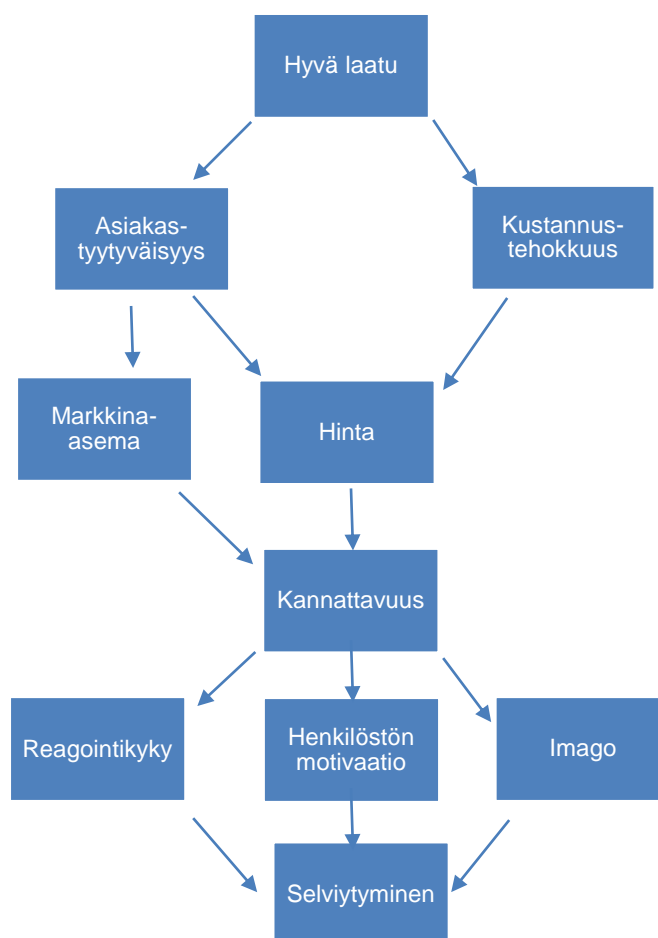 Hyvä laatu
Asiakas-
tyytyväisyys
Kustannus-
tehokkuus
Markkina-
asema
Hinta
Kannattavuus
Reagointikyky
Henkilöstön
motivaatio
Imago
Selviytyminen